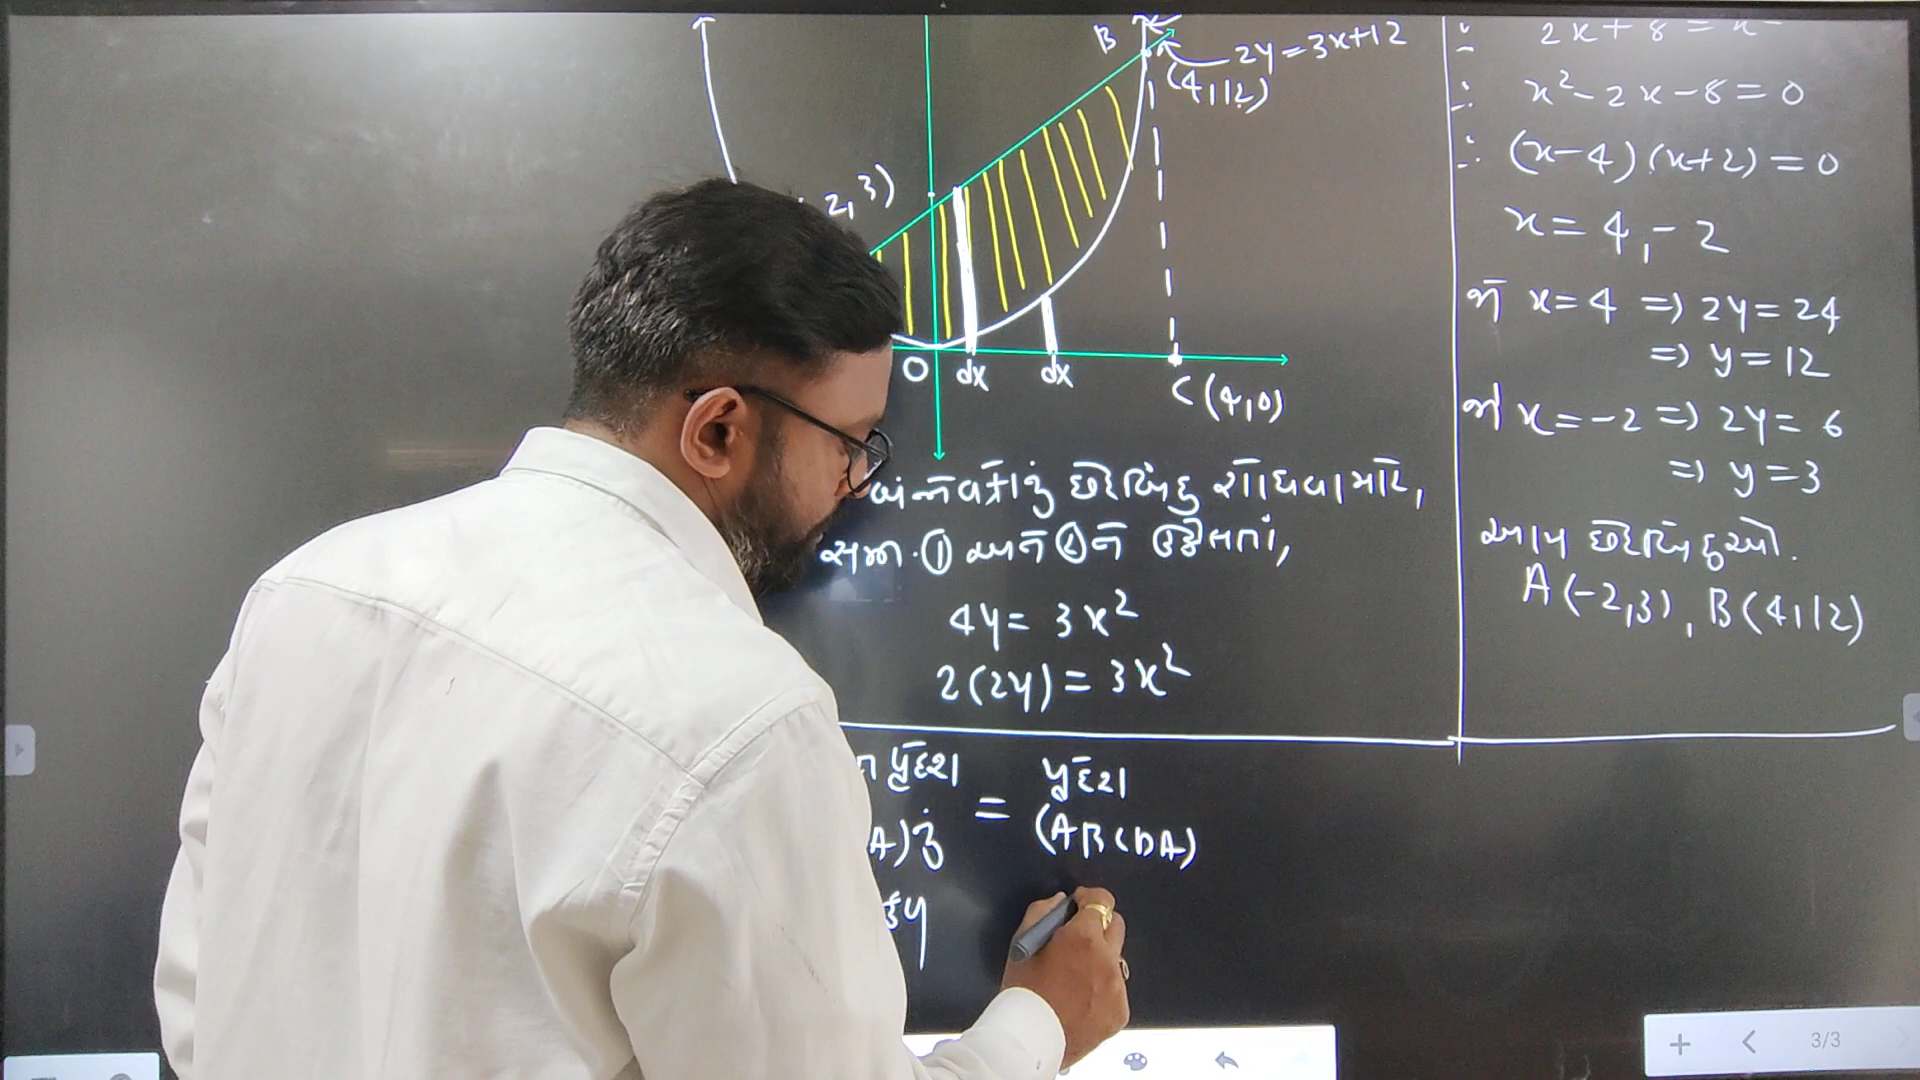 B
2y = 3x+12
(4,12)
2,3)
O dx dx
C (4,0)
છેદબિંદુ શોધવા માટે,
સમી. ① અને ②ને ઉકેલતાં,
4y = 3x²
2(2y) = 3x²
પ્રદેશ = પ્રદેશ
A)નું (ABCDA)
2x + 8 = x
∴ x² - 2x - 8 = 0
∴ (x-4) (x+2) = 0
x = 4, -2
જો x = 4 => 2y = 24
=> y = 12
જો x = -2 => 2y = 6
=> y = 3
આમ છેદબિંદુઓ.
A (-2,3), B (4,12)
3/3